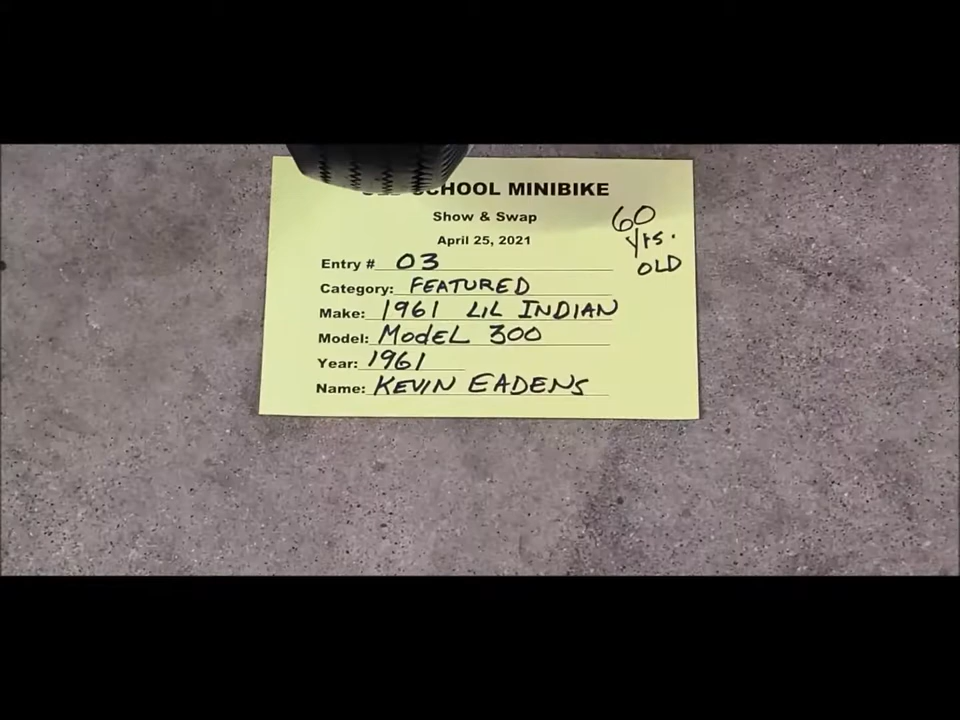 SCHOOL MINIBIKE
Show & Swap
April 25, 2021
60
yrs.
OLD
Entry # 03
Category: FEATURED
Make: 1961 LIL INDIAN
Model: MODEL 300
Year: 1961
Name: KEVIN EADENS